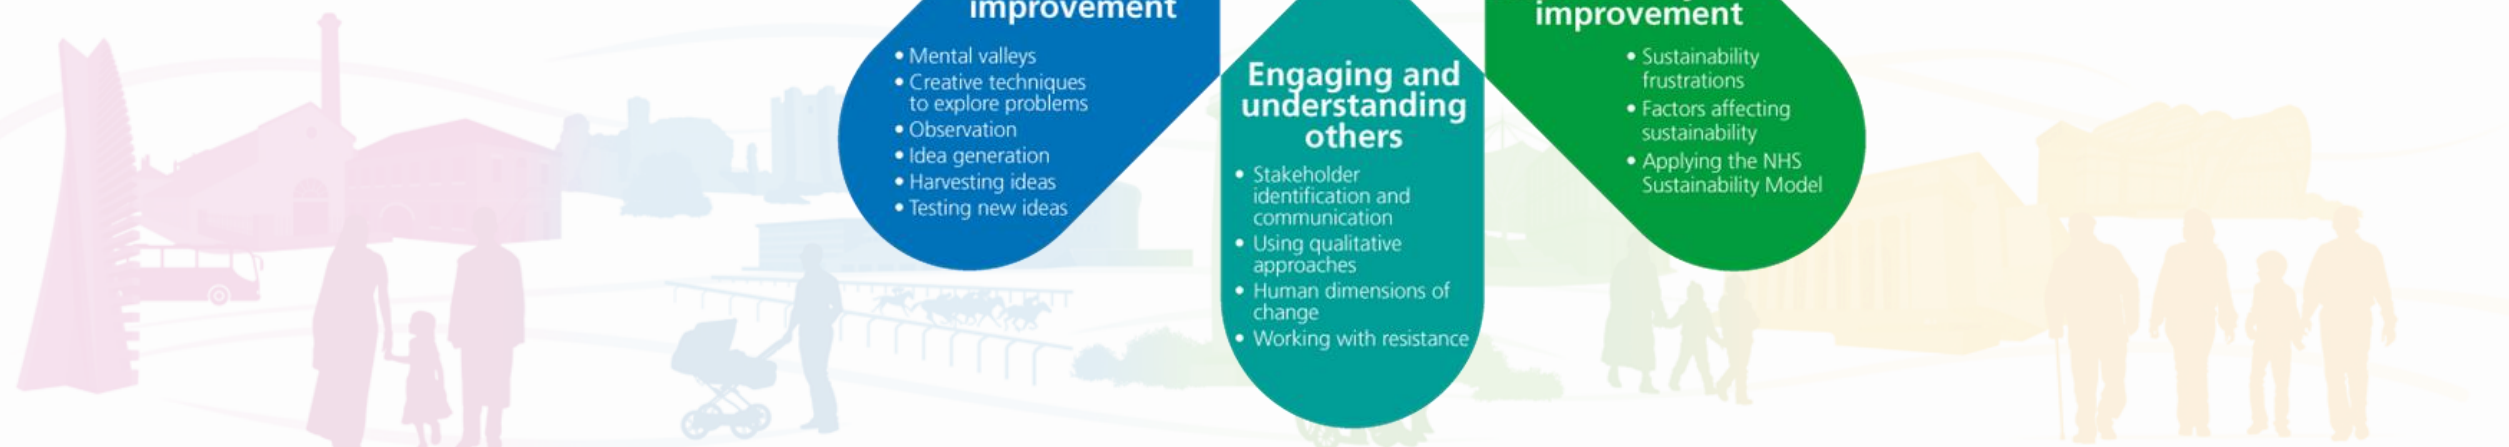 improvement
• Mental valleys
• Creative techniques
to explore problems
• Observation
• Idea generation
• Harvesting ideas
• Testing new ideas
Engaging and
understanding
others
• Stakeholder
identification and
communication
• Using qualitative
approaches
• Human dimensions of
change
• Working with resistance
improvement
• Sustainability
frustrations
• Factors affecting
sustainability
• Applying the NHS
Sustainability Model